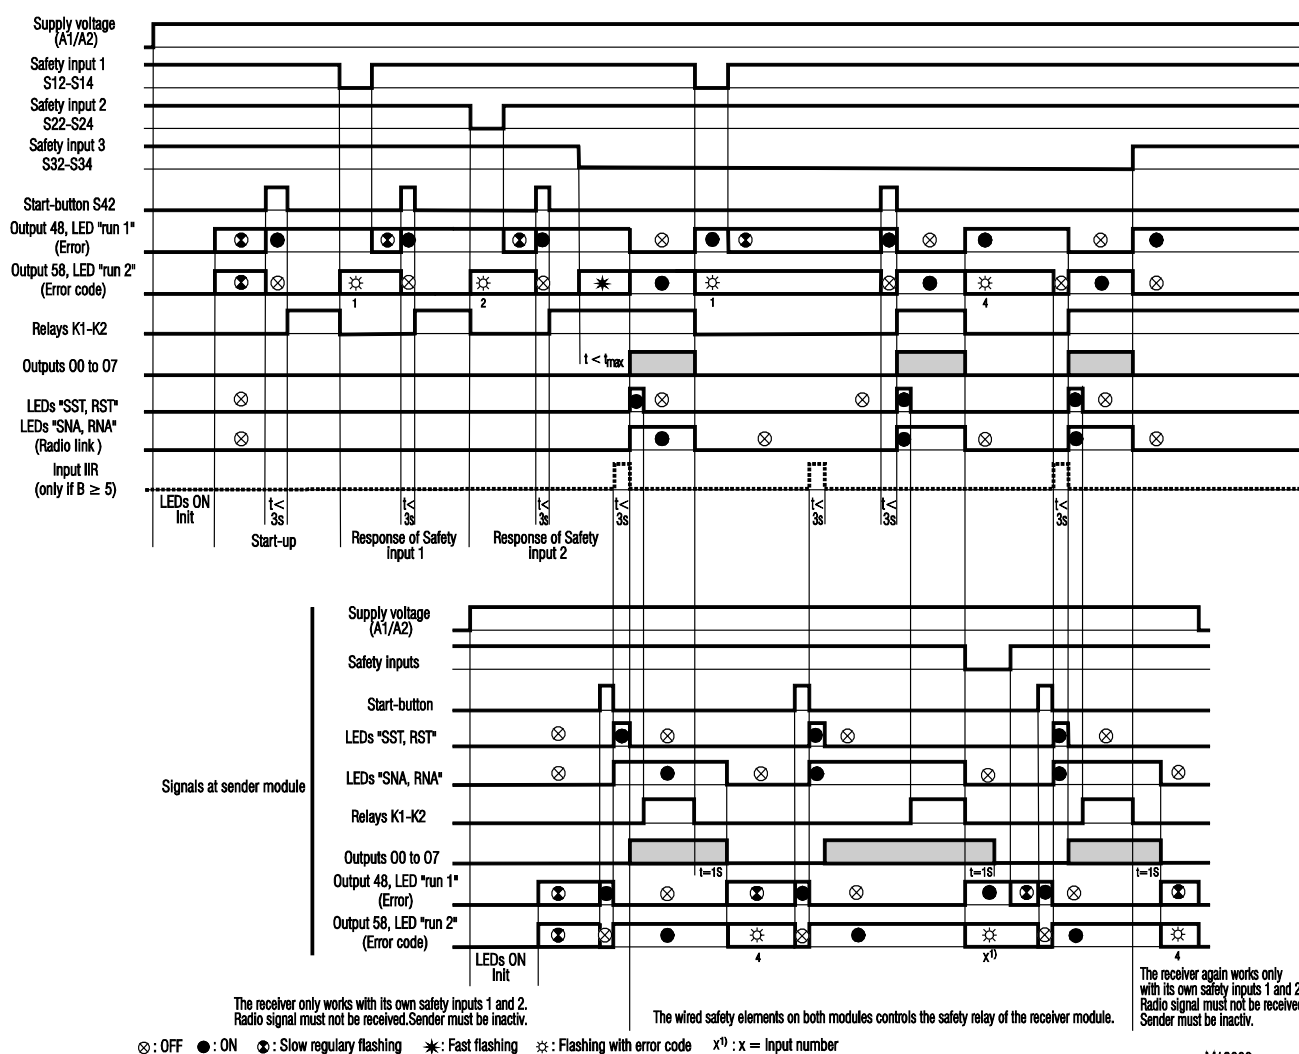 Supply voltage
(A1/A2)
Safety input 1
S12-S14
Safety input 2
S22-S24
Safety input 3
S32-S34
Start-button S42
Output 48, LED "run 1"
(Error)
Output 58, LED "run 2"
(Error code)
1
2
1
4
Relays K1-K2
Outputs 00 to 07
t < tmax
LEDs "SST, RST"
LEDs "SNA, RNA"
(Radio link )
Input IIR
(only if B ≥ 5)
LEDs ON
Init
t<
3s
Start-up
Response of Safety
input 1
t<
3s
Response of Safety
input 2
t<
3s
t<
3s
t<
3s
t<
3s
t<
3s
Signals at sender module
Supply voltage
(A1/A2)
Safety inputs
Start-button
LEDs "SST, RST"
LEDs "SNA, RNA"
Relays K1-K2
Outputs 00 to 07
t=1S
t=1S
t=1S
Output 48, LED "run 1"
(Error)
Output 58, LED "run 2"
(Error code)
4
X¹⁾
4
LEDs ON
Init
The receiver only works with its own safety inputs 1 and 2.
Radio signal must not be received.Sender must be inactiv.
The wired safety elements on both modules controls the safety relay of the receiver module.
The receiver again works only
with its own safety inputs 1 and 2
Radio signal must not be received
Sender must be inactiv.
⊗ : OFF ● : ON : Slow regulary flashing : Fast flashing : Flashing with error code X¹⁾ : x = Input number